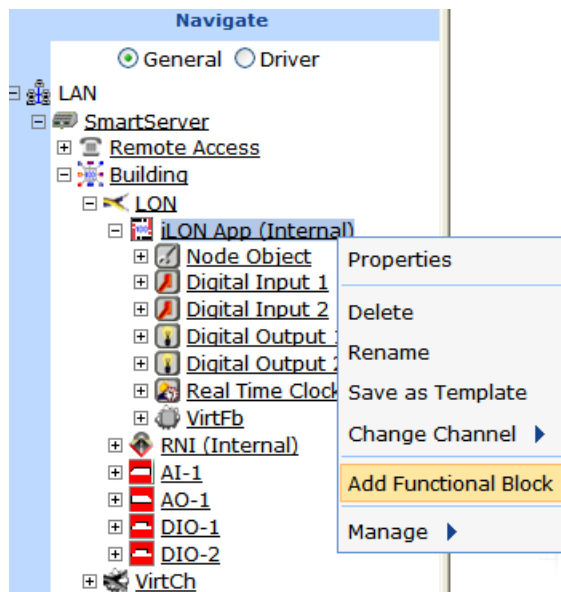 Navigate
General Driver
LAN
SmartServer
Remote Access
Building
LON
iLON App (Internal)
Node Object
Digital Input 1
Digital Input 2
Digital Output
Digital Output
Real Time Clock
VirtFb
RNI (Internal)
AI-1
AO-1
DIO-1
DIO-2
VirtCh
Properties
Delete
Rename
Save as Template
Change Channel
Add Functional Block
Manage